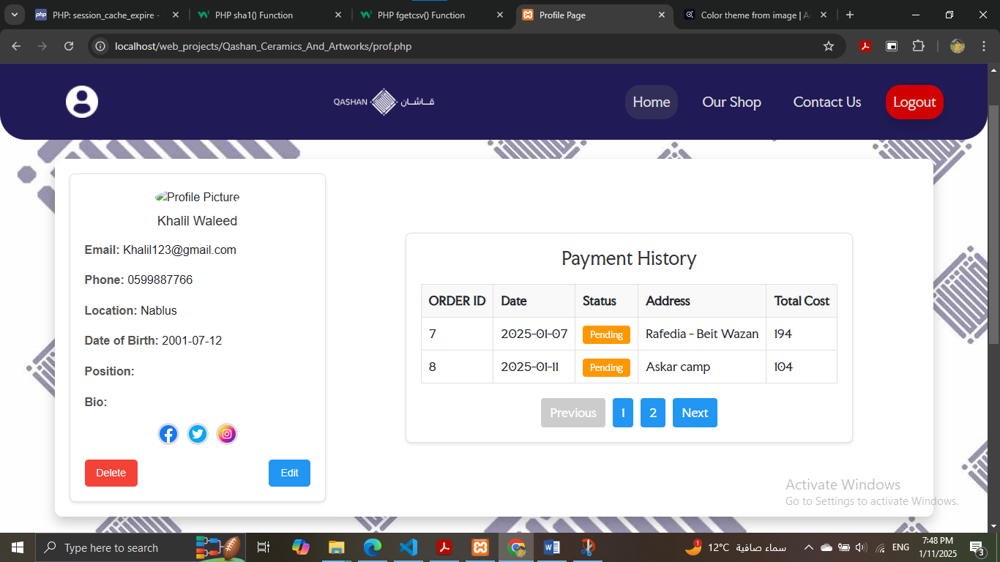 PHP: session_cache_expire -
PHP sha1() Function
PHP fgetcsv() Function
Profile Page
Color theme from image | A
localhost/web_projects/Qashan_Ceramics_And_Artworks/prof.php
QASHAN قـاشـان
Home
Our Shop
Contact Us
Logout
Profile Picture
Khalil Waleed
Email: Khalil123@gmail.com
Phone: 0599887766
Location: Nablus
Date of Birth: 2001-07-12
Position:
Bio:
Delete
Edit
Payment History
ORDER ID Date Status Address Total Cost
7 2025-01-07 Pending Rafedia - Beit Wazan 194
8 2025-01-11 Pending Askar camp 104
Previous 1 2 Next
Activate Windows
Go to Settings to activate Windows.
Type here to search
1
12°C سماء صافية
ENG
7:48 PM
1/11/2025
3